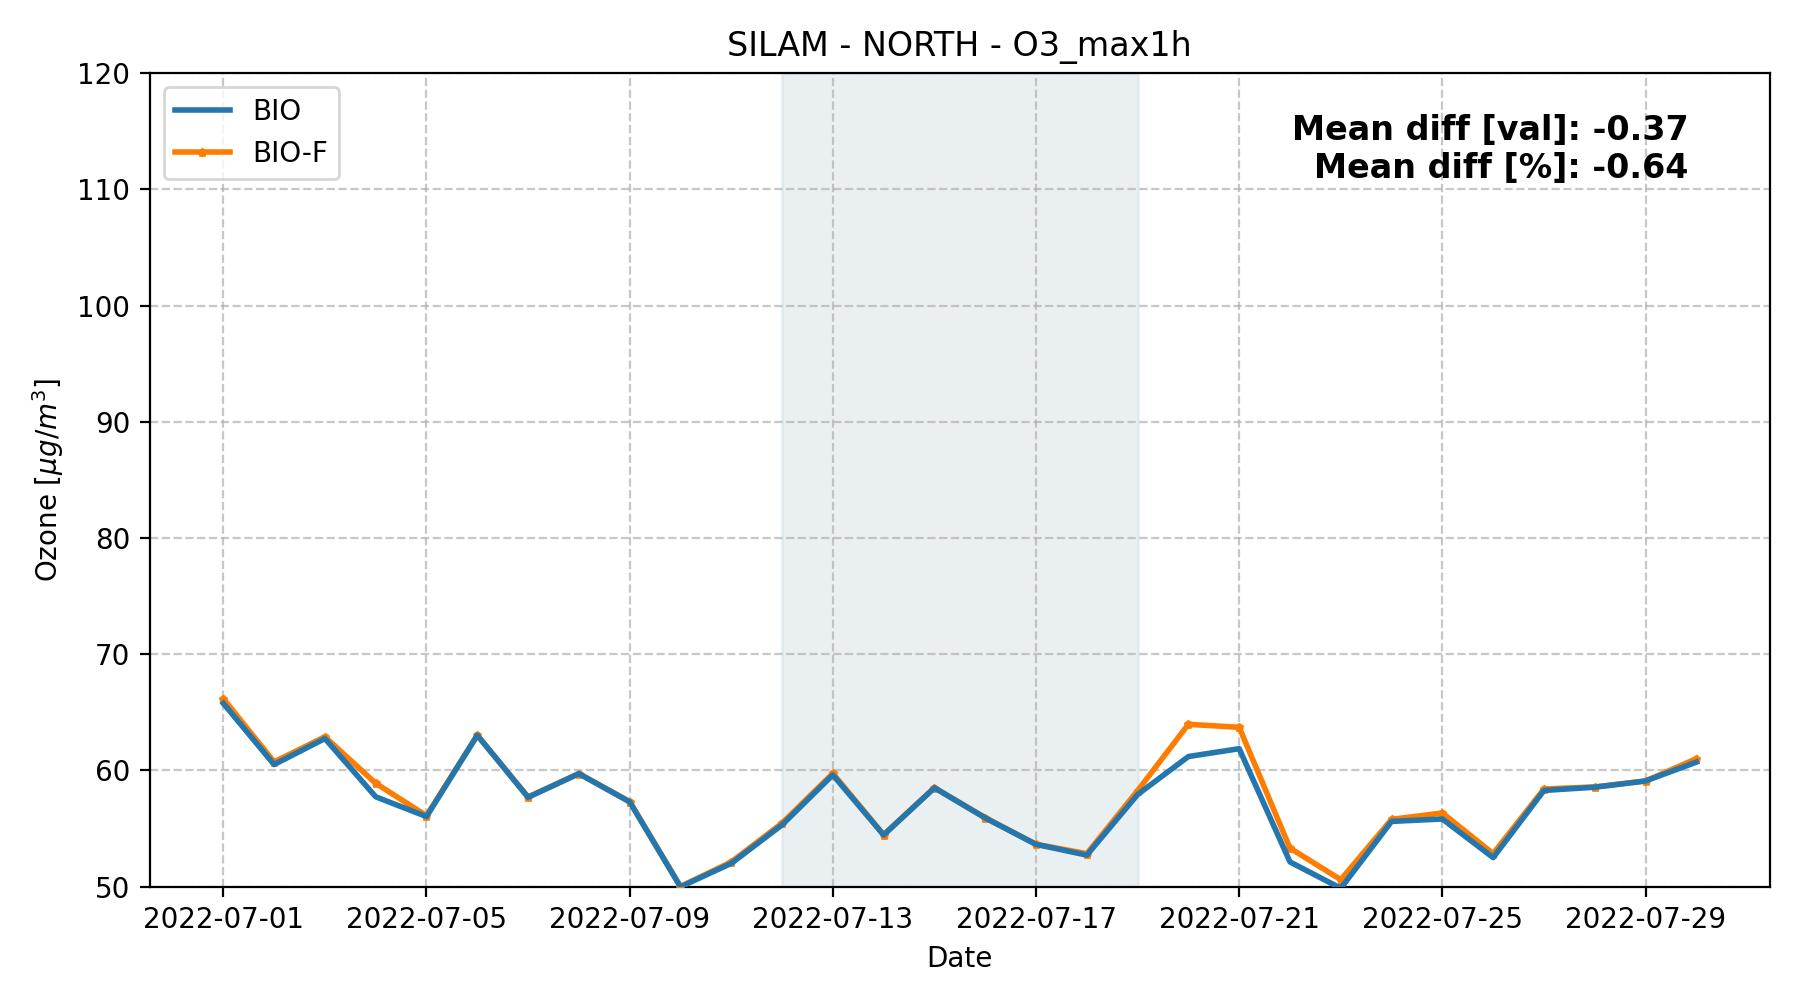 SILAM - NORTH - O3_max1h
BIO
BIO-F
Mean diff [val]: -0.37
Mean diff [%]: -0.64
Ozone [µg/m³]
120
110
100
90
80
70
60
50
2022-07-01 2022-07-05 2022-07-09 2022-07-13 2022-07-17 2022-07-21 2022-07-25 2022-07-29
Date